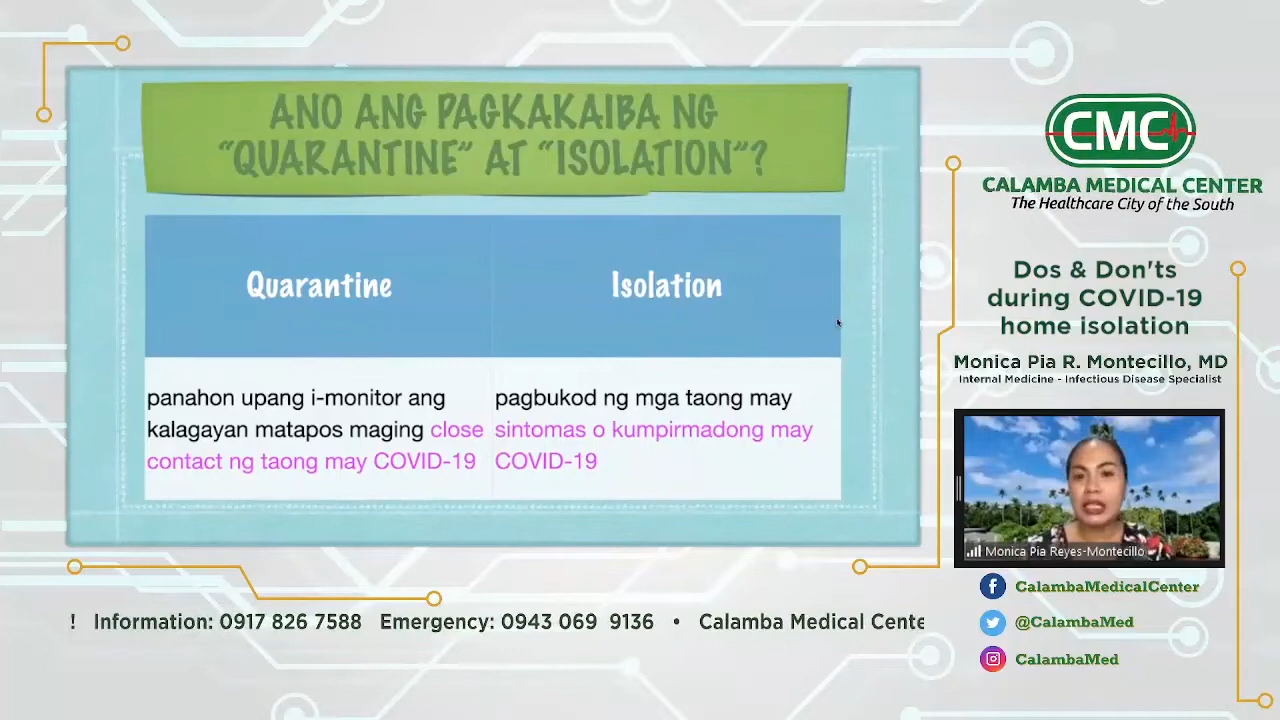 ANO ANG PAGKAKAIBA NG
“QUARANTINE” AT “ISOLATION”?
Quarantine
Isolation
panahon upang i-monitor ang
kalagayan matapos maging close
contact ng taong may COVID-19
pagbukod ng mga taong may
sintomas o kumpirmadong may
COVID-19
CMC
CALAMBA MEDICAL CENTER
The Healthcare City of the South
Dos & Don'ts
during COVID-19
home isolation
Monica Pia R. Montecillo, MD
Internal Medicine - Infectious Disease Specialist
Monica Pia Reyes-Montecillo
CalambaMedicalCenter
@CalambaMed
CalambaMed
! Information: 0917 826 7588 Emergency: 0943 069 9136 • Calamba Medical Cente